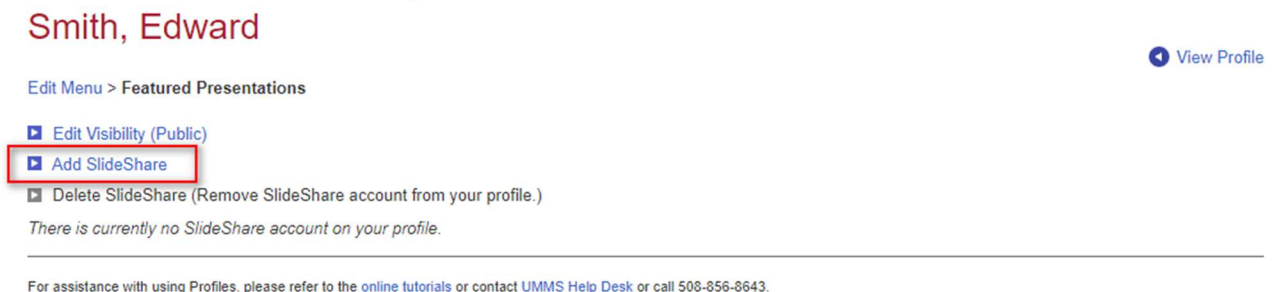 Smith, Edward
View Profile
Edit Menu > Featured Presentations
Edit Visibility (Public)
Add SlideShare
Delete SlideShare (Remove SlideShare account from your profile.)
There is currently no SlideShare account on your profile.
For assistance with using Profiles, please refer to the online tutorials or contact UMMS Help Desk or call 508-856-8643.